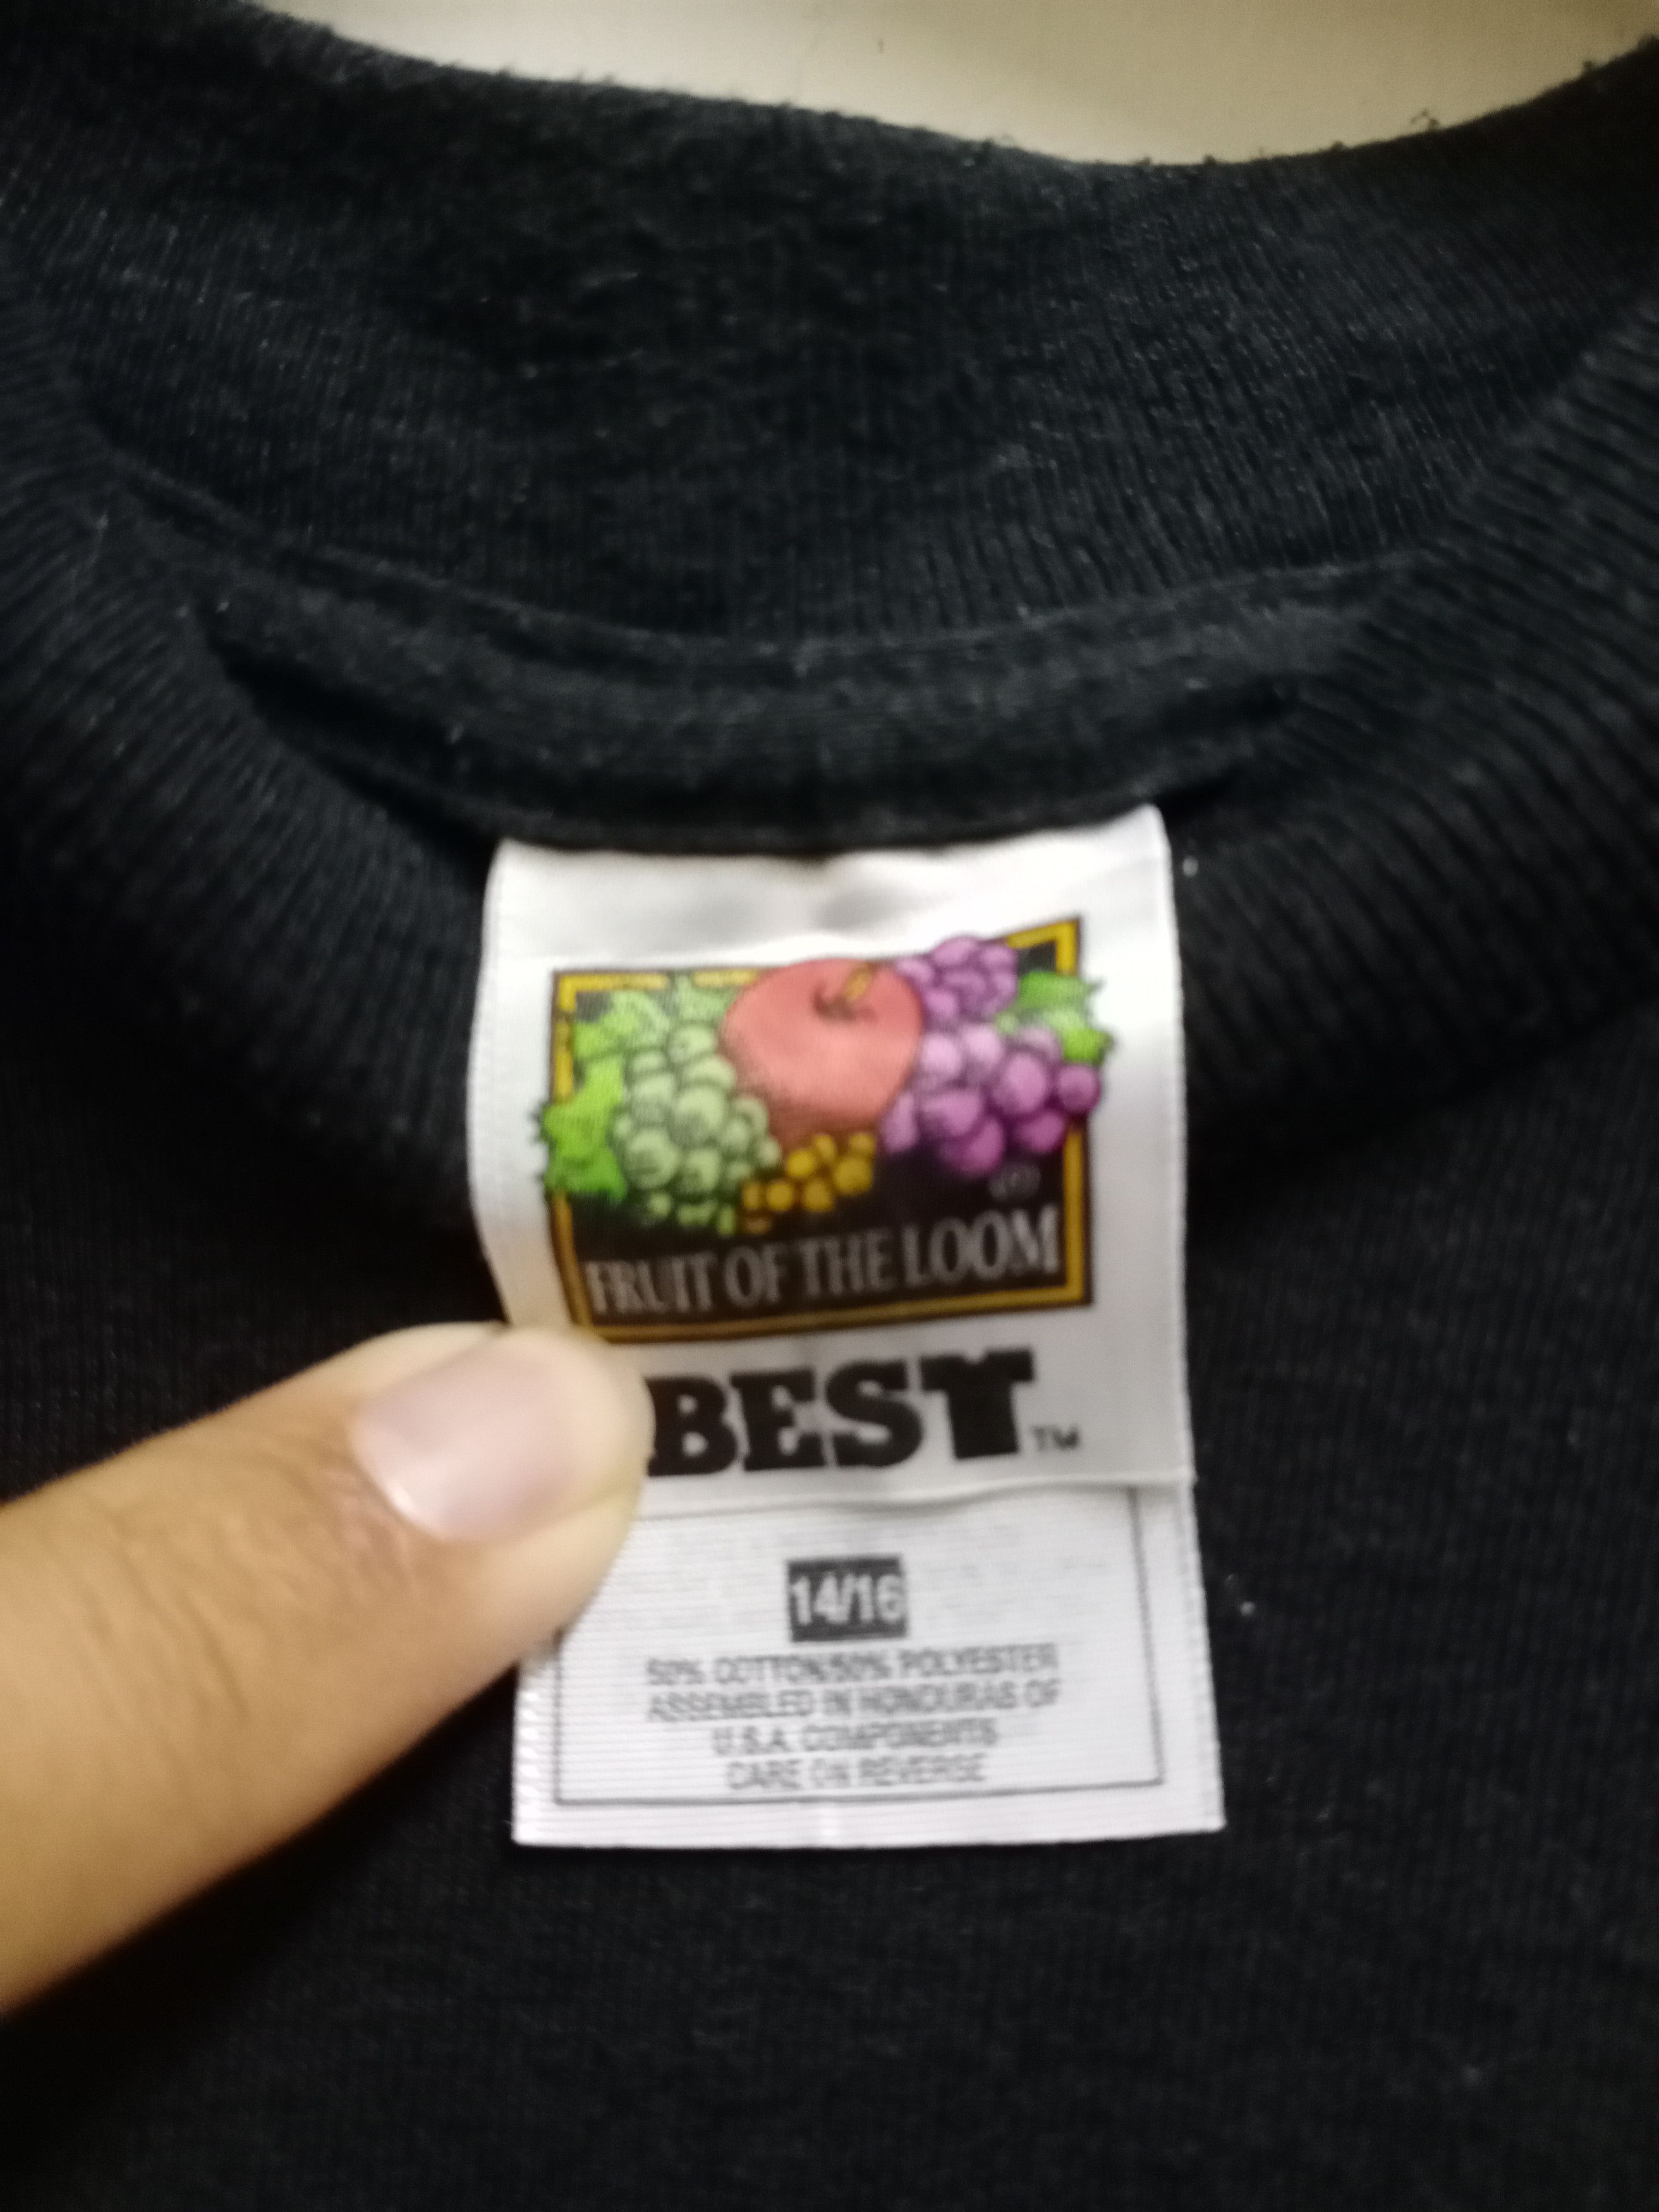 FRUIT OF THE LOOM
®
BEST™
14/16
50% COTTON/50% POLYESTER
ASSEMBLED IN HONDURAS OF
U.S.A. COMPONENTS
CARE ON REVERSE